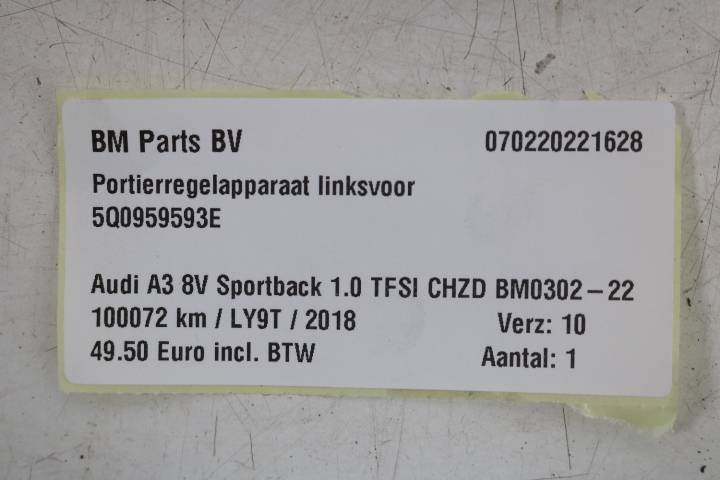 BM Parts BV 070220221628
Portierregelapparaat linksvoor
5Q0959593E
Audi A3 8V Sportback 1.0 TFSI CHZD BM0302-22
100072 km / LY9T / 2018 Verz: 10
49.50 Euro incl. BTW Aantal: 1